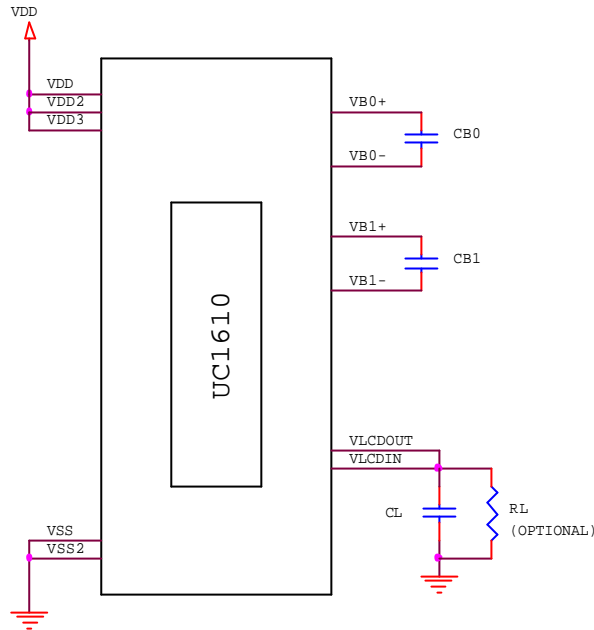 VDD
VDD
VDD2
VDD3
VB0+
CB0
VB0-
VB1+
CB1
VB1-
UC1610
VLCDOUT
VLCDIN
CL
RL
(OPTIONAL)
VSS
VSS2